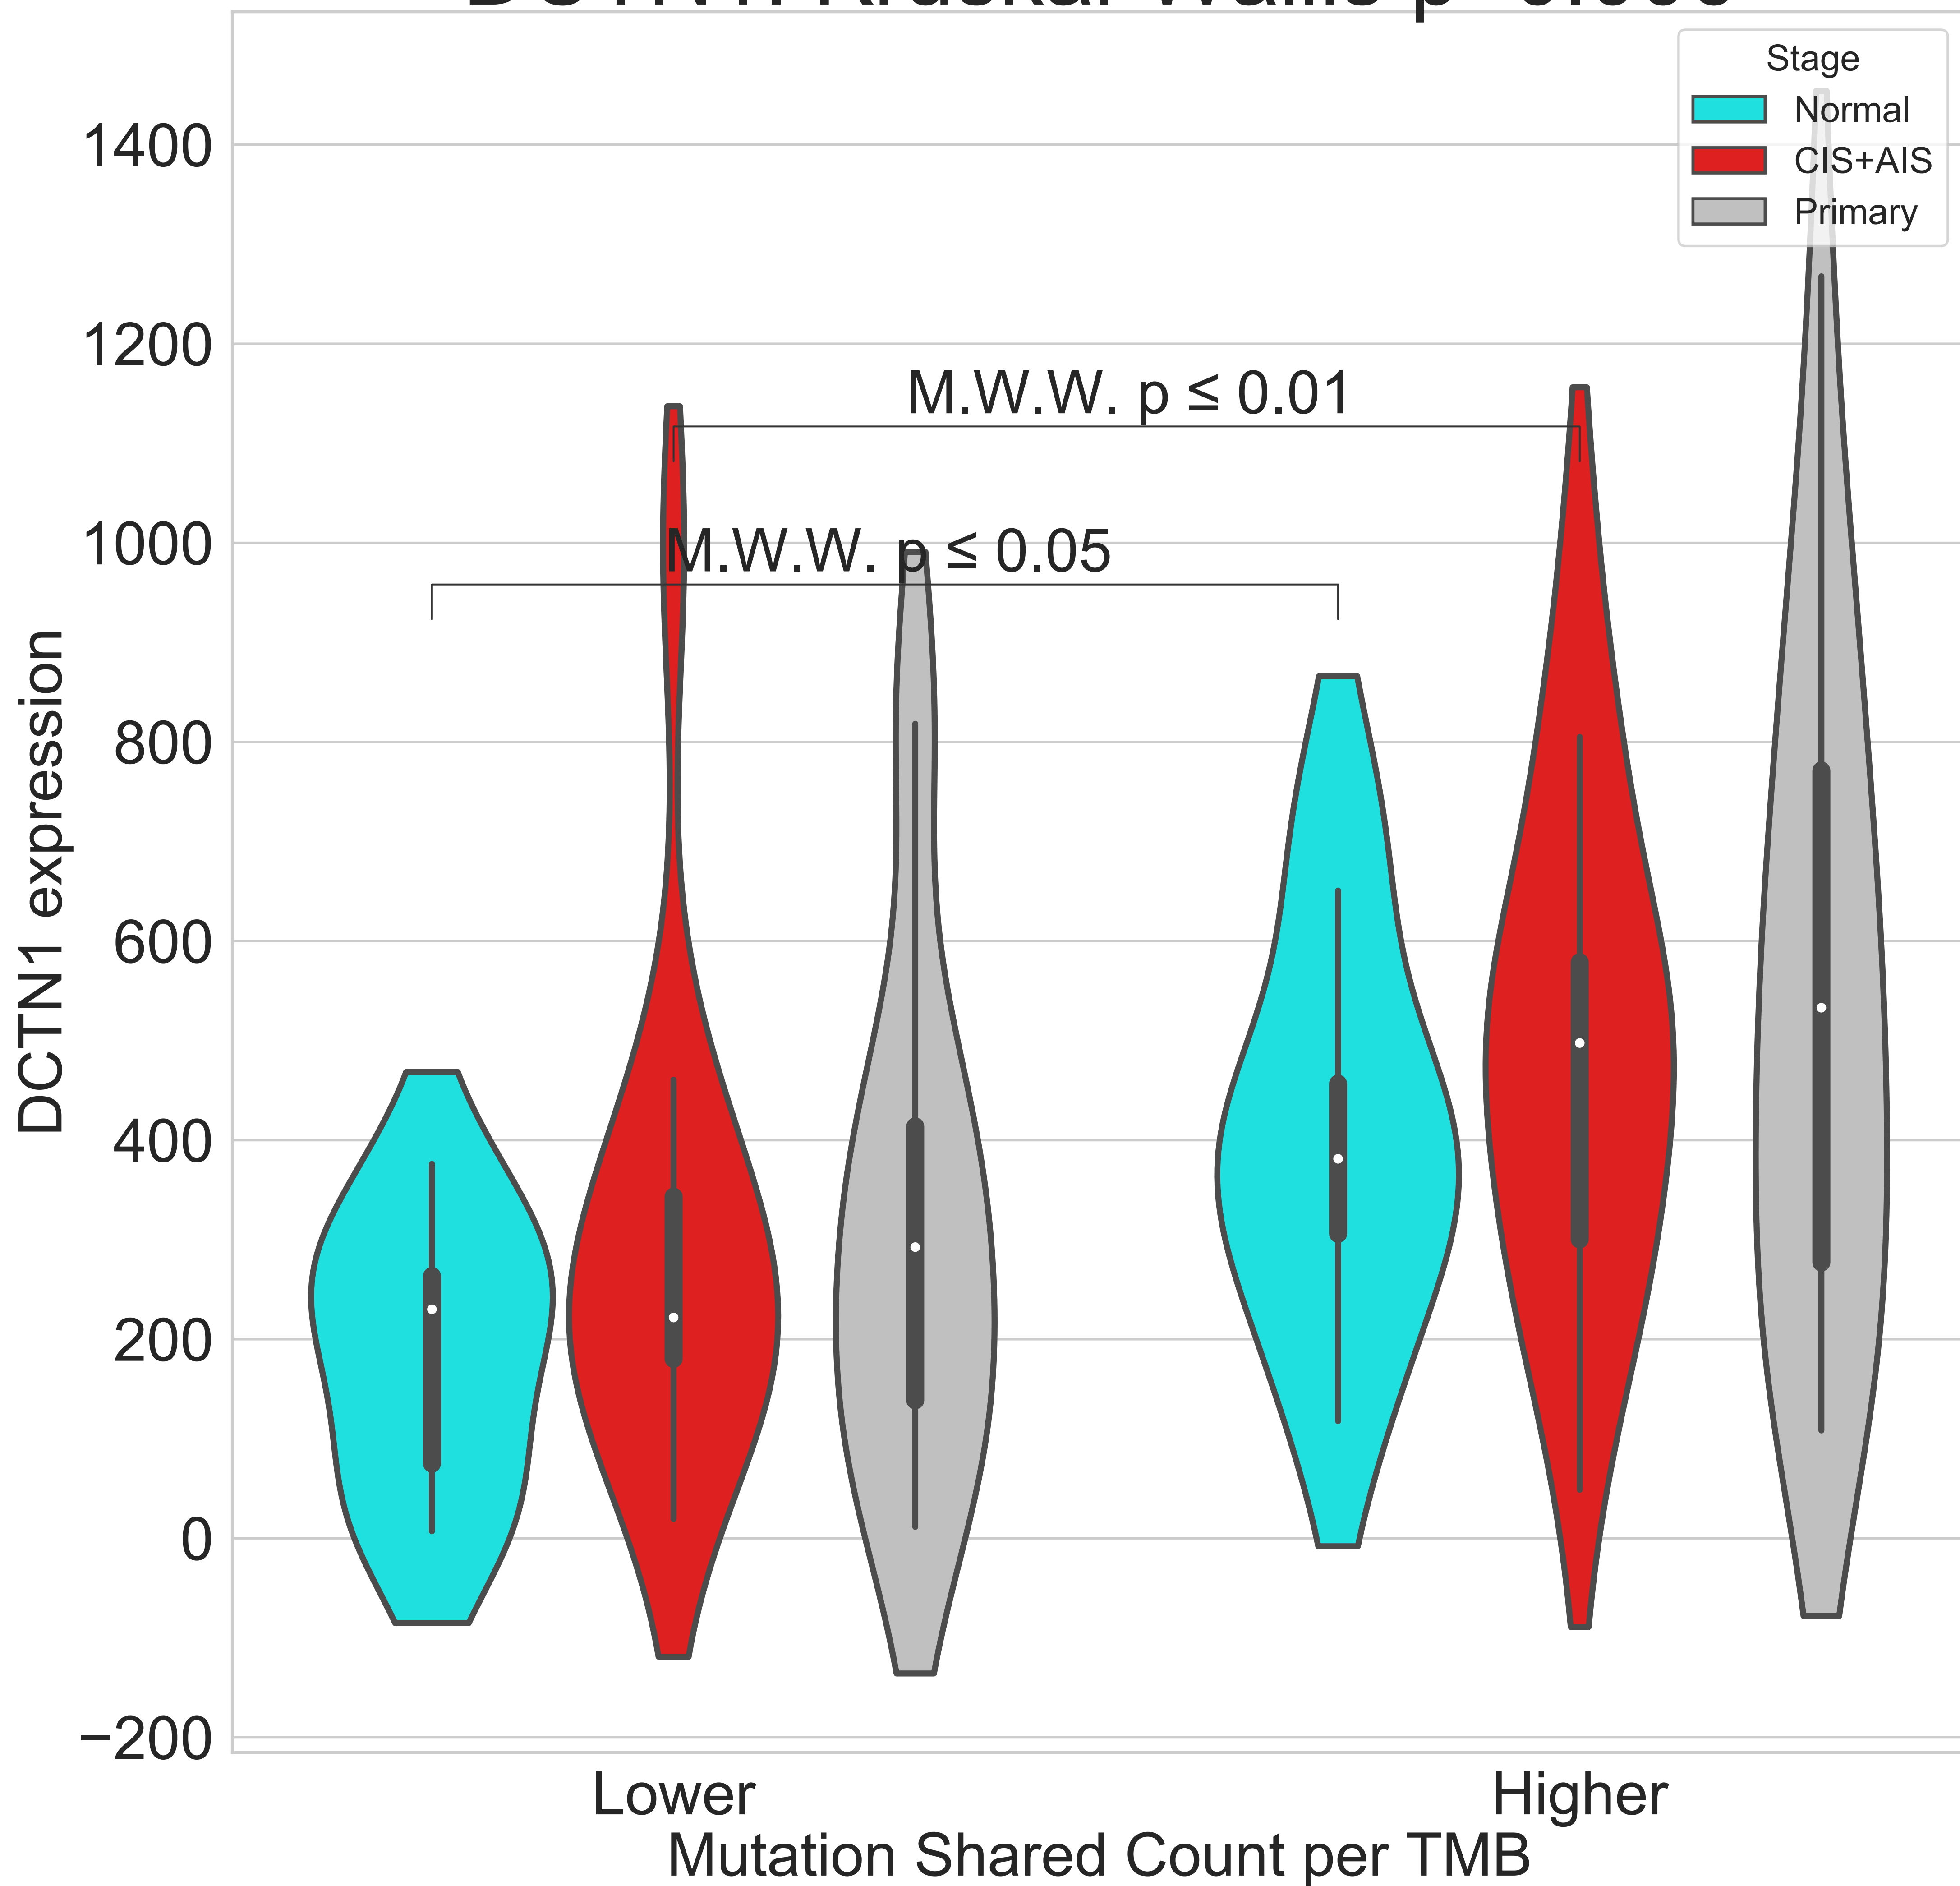 Stage
Normal
CIS+AIS
Primary
1400
1200
1000
800
600
400
200
0
−200
DCTN1 expression
M.W.W. p ≤ 0.01
M.W.W. p ≤ 0.05
Lower
Higher
Mutation Shared Count per TMB